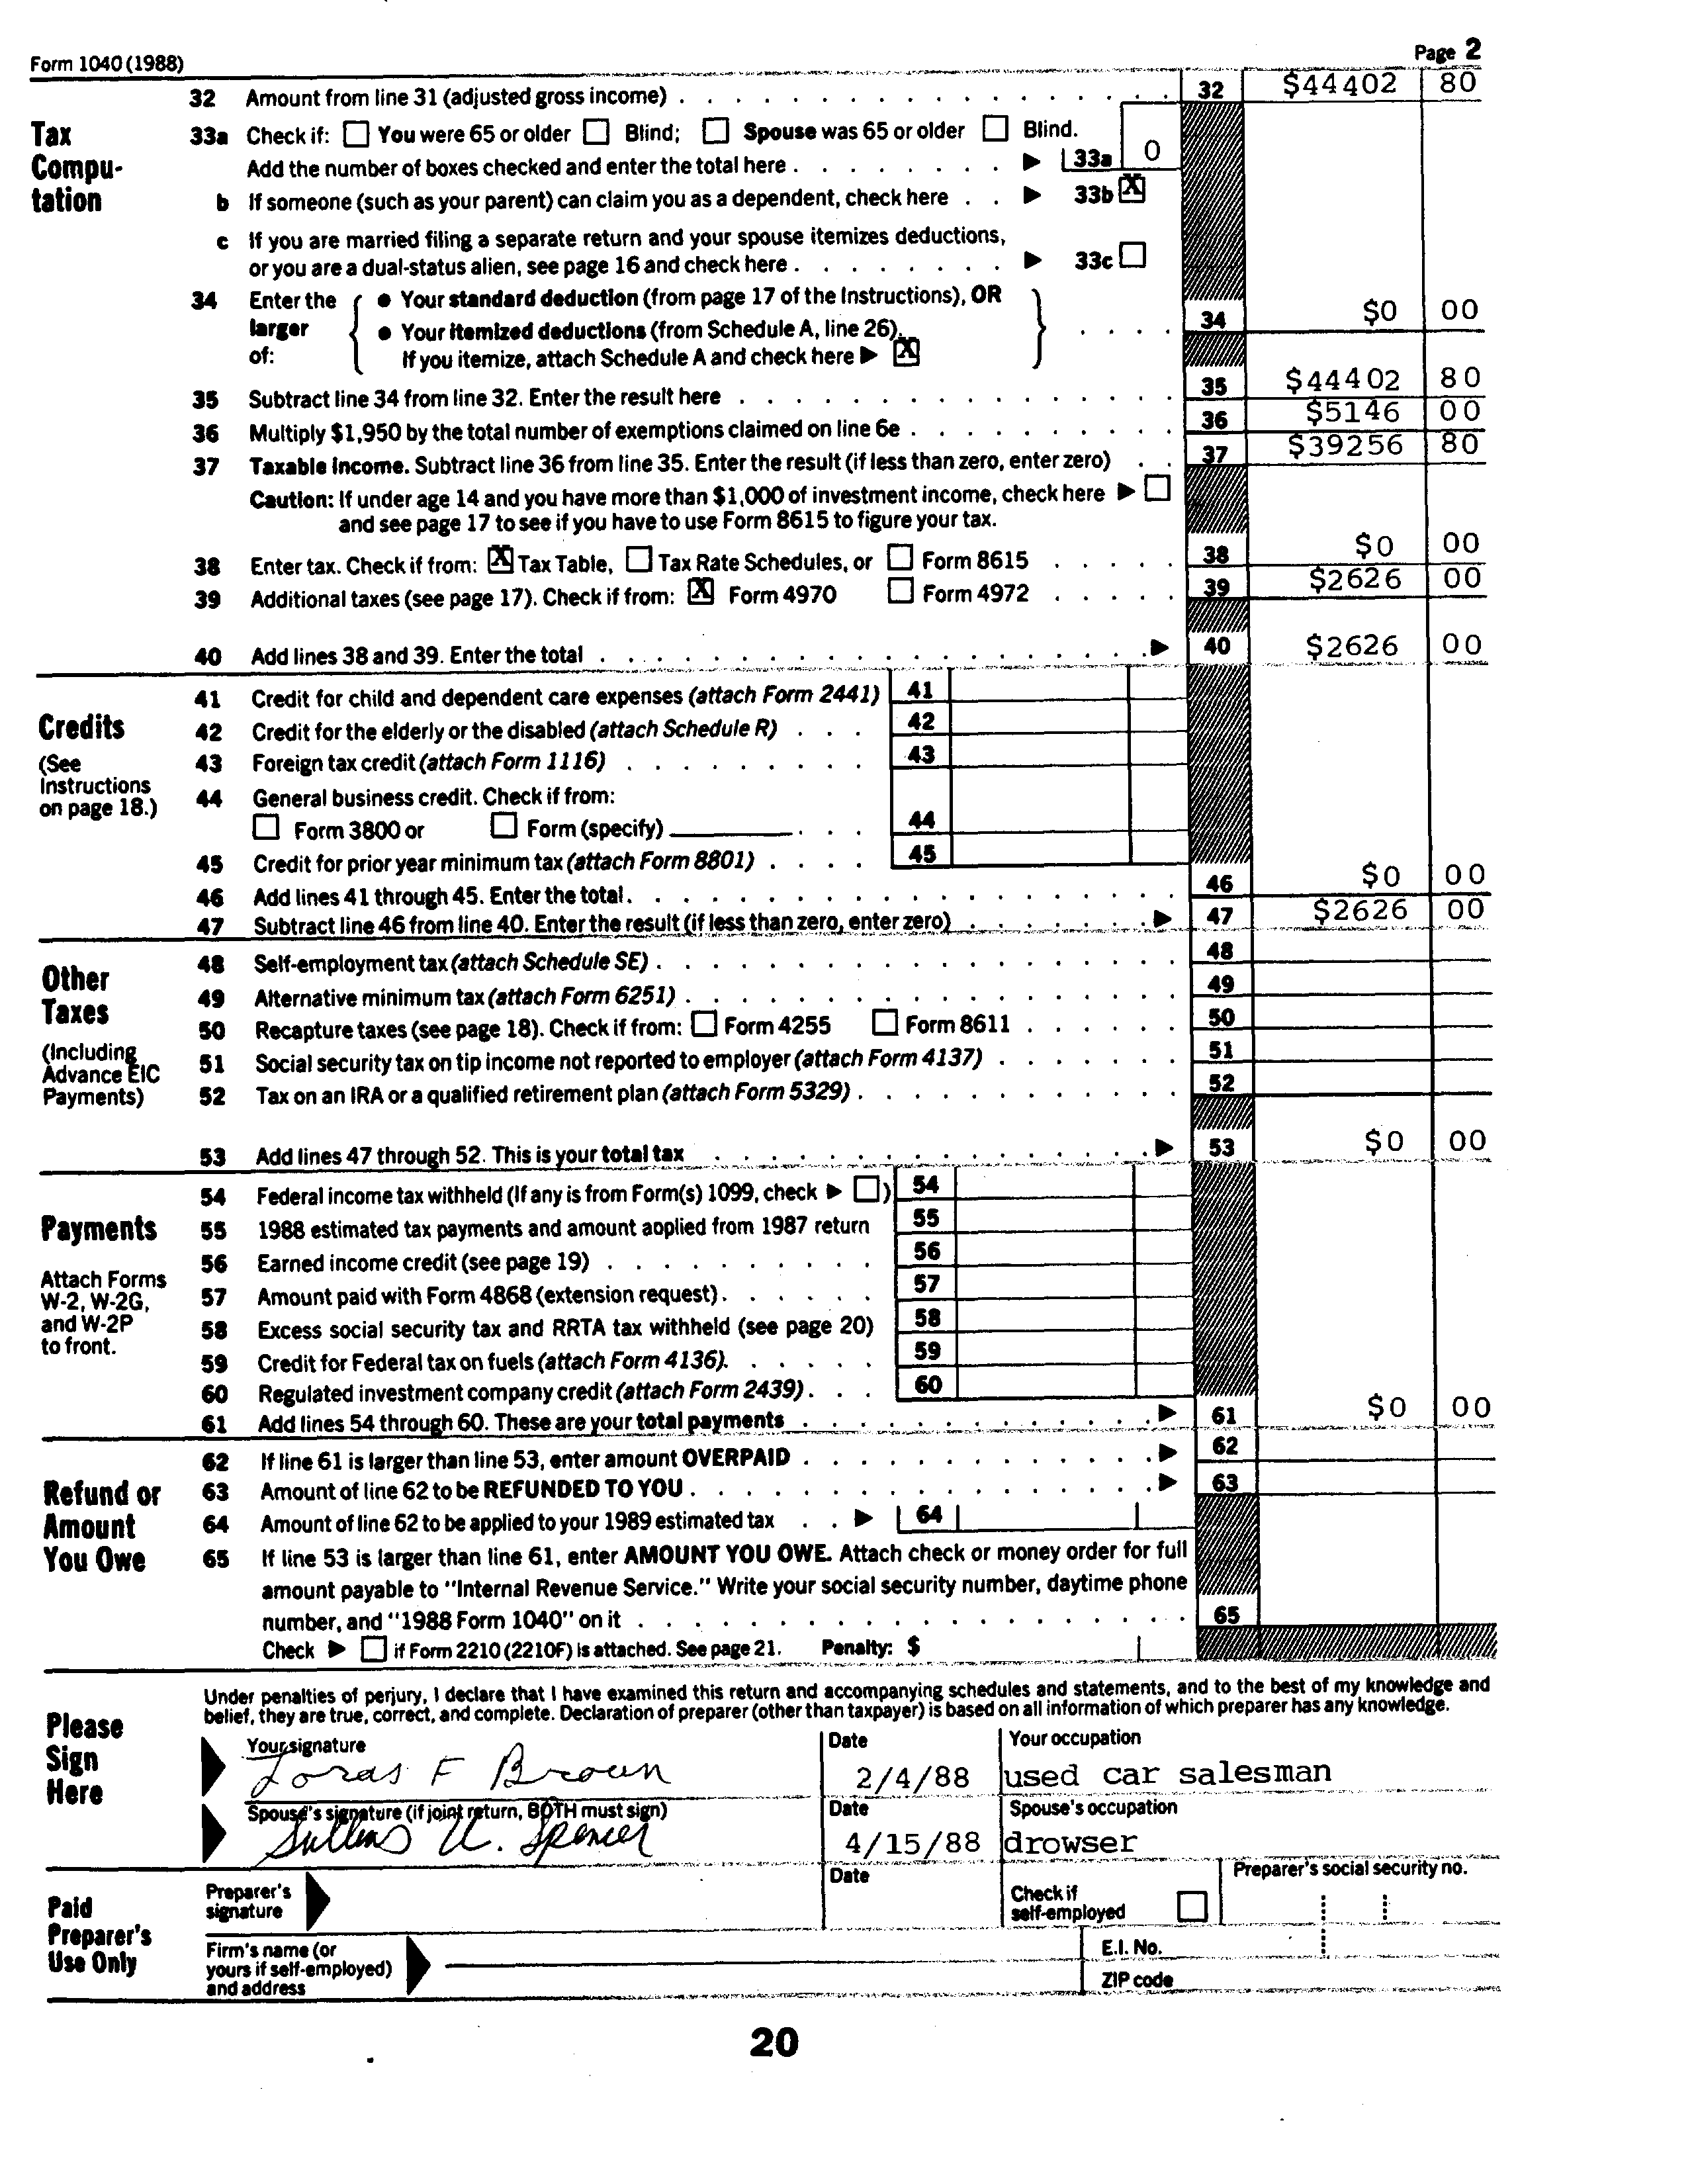 Form 1040 (1988) Page 2
32 Amount from line 31 (adjusted gross income) 32 $44402 80
Tax Compu- tation
33a Check if: You were 65 or older Blind; Spouse was 65 or older Blind.
Add the number of boxes checked and enter the total here ▶ 33a 0
b If someone (such as your parent) can claim you as a dependent, check here ▶ 33b X
c If you are married filing a separate return and your spouse itemizes deductions,
or you are a dual-status alien, see page 16 and check here ▶ 33c
34 Enter the larger of:
• Your standard deduction (from page 17 of the Instructions), OR
• Your itemized deductions (from Schedule A, line 26).
If you itemize, attach Schedule A and check here ▶ X
34 $0 00
35 Subtract line 34 from line 32. Enter the result here 35 $44402 80
36 Multiply $1,950 by the total number of exemptions claimed on line 6e 36 $5146 00
37 Taxable income. Subtract line 36 from line 35. Enter the result (if less than zero, enter zero) 37 $39256 80
Caution: If under age 14 and you have more than $1,000 of investment income, check here ▶
and see page 17 to see if you have to use Form 8615 to figure your tax.
38 Enter tax. Check if from: X Tax Table, Tax Rate Schedules, or Form 8615 38 $0 00
39 Additional taxes (see page 17). Check if from: X Form 4970 Form 4972 39 $2626 00
40 Add lines 38 and 39. Enter the total ▶ 40 $2626 00
Credits
(See Instructions on page 18.)
41 Credit for child and dependent care expenses (attach Form 2441) 41
42 Credit for the elderly or the disabled (attach Schedule R) 42
43 Foreign tax credit (attach Form 1116) 43
44 General business credit. Check if from:
Form 3800 or Form (specify) 44
45 Credit for prior year minimum tax (attach Form 8801) 45
46 Add lines 41 through 45. Enter the total 46 $0 00
47 Subtract line 46 from line 40. Enter the result (if less than zero, enter zero) ▶ 47 $2626 00
Other Taxes
(Including Advance EIC Payments)
48 Self-employment tax (attach Schedule SE) 48
49 Alternative minimum tax (attach Form 6251) 49
50 Recapture taxes (see page 18). Check if from: Form 4255 Form 8611 50
51 Social security tax on tip income not reported to employer (attach Form 4137) 51
52 Tax on an IRA or a qualified retirement plan (attach Form 5329) 52
53 Add lines 47 through 52. This is your total tax ▶ 53 $0 00
Payments
Attach Forms W-2, W-2G, and W-2P to front.
54 Federal income tax withheld (If any is from Form(s) 1099, check ▶ ) 54
55 1988 estimated tax payments and amount applied from 1987 return 55
56 Earned income credit (see page 19) 56
57 Amount paid with Form 4868 (extension request) 57
58 Excess social security tax and RRTA tax withheld (see page 20) 58
59 Credit for Federal tax on fuels (attach Form 4136). 59
60 Regulated investment company credit (attach Form 2439) 60
61 Add lines 54 through 60. These are your total payments ▶ 61 $0 00
Refund or Amount You Owe
62 If line 61 is larger than line 53, enter amount OVERPAID ▶ 62
63 Amount of line 62 to be REFUNDED TO YOU ▶ 63
64 Amount of line 62 to be applied to your 1989 estimated tax ▶ 64
65 If line 53 is larger than line 61, enter AMOUNT YOU OWE. Attach check or money order for full
amount payable to "Internal Revenue Service." Write your social security number, daytime phone
number, and "1988 Form 1040" on it 65
Check ▶ if Form 2210 (2210F) is attached. See page 21. Penalty: $
Please Sign Here
Under penalties of perjury, I declare that I have examined this return and accompanying schedules and statements, and to the best of my knowledge and
belief, they are true, correct, and complete. Declaration of preparer (other than taxpayer) is based on all information of which preparer has any knowledge.
Your signature Date Your occupation
Loras F Brown 2/4/88 used car salesman
Spouse's signature (if joint return, BOTH must sign) Date Spouse's occupation
U. Spencer 4/15/88 drowser
Paid Preparer's Use Only
Preparer's signature Date Check if self-employed Preparer's social security no.
Firm's name (or yours if self-employed) and address E.I. No.
ZIP code
20